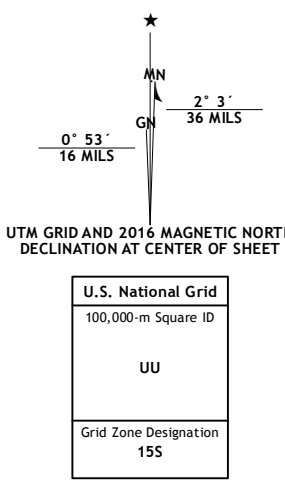 ★
MN
2° 3´
36 MILS
GN
0° 53´
16 MILS
UTM GRID AND 2016 MAGNETIC NORTH
DECLINATION AT CENTER OF SHEET
U.S. National Grid
100,000-m Square ID
UU
Grid Zone Designation
15S